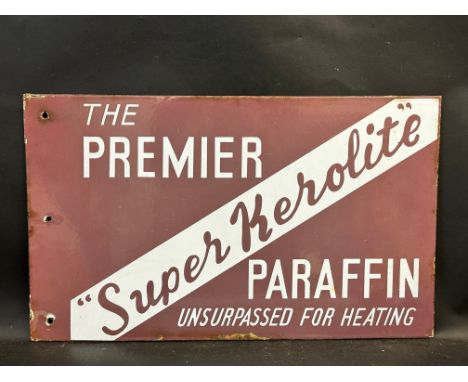 THE
PREMIER
"Super Kerolite"
PARAFFIN
UNSURPASSED FOR HEATING